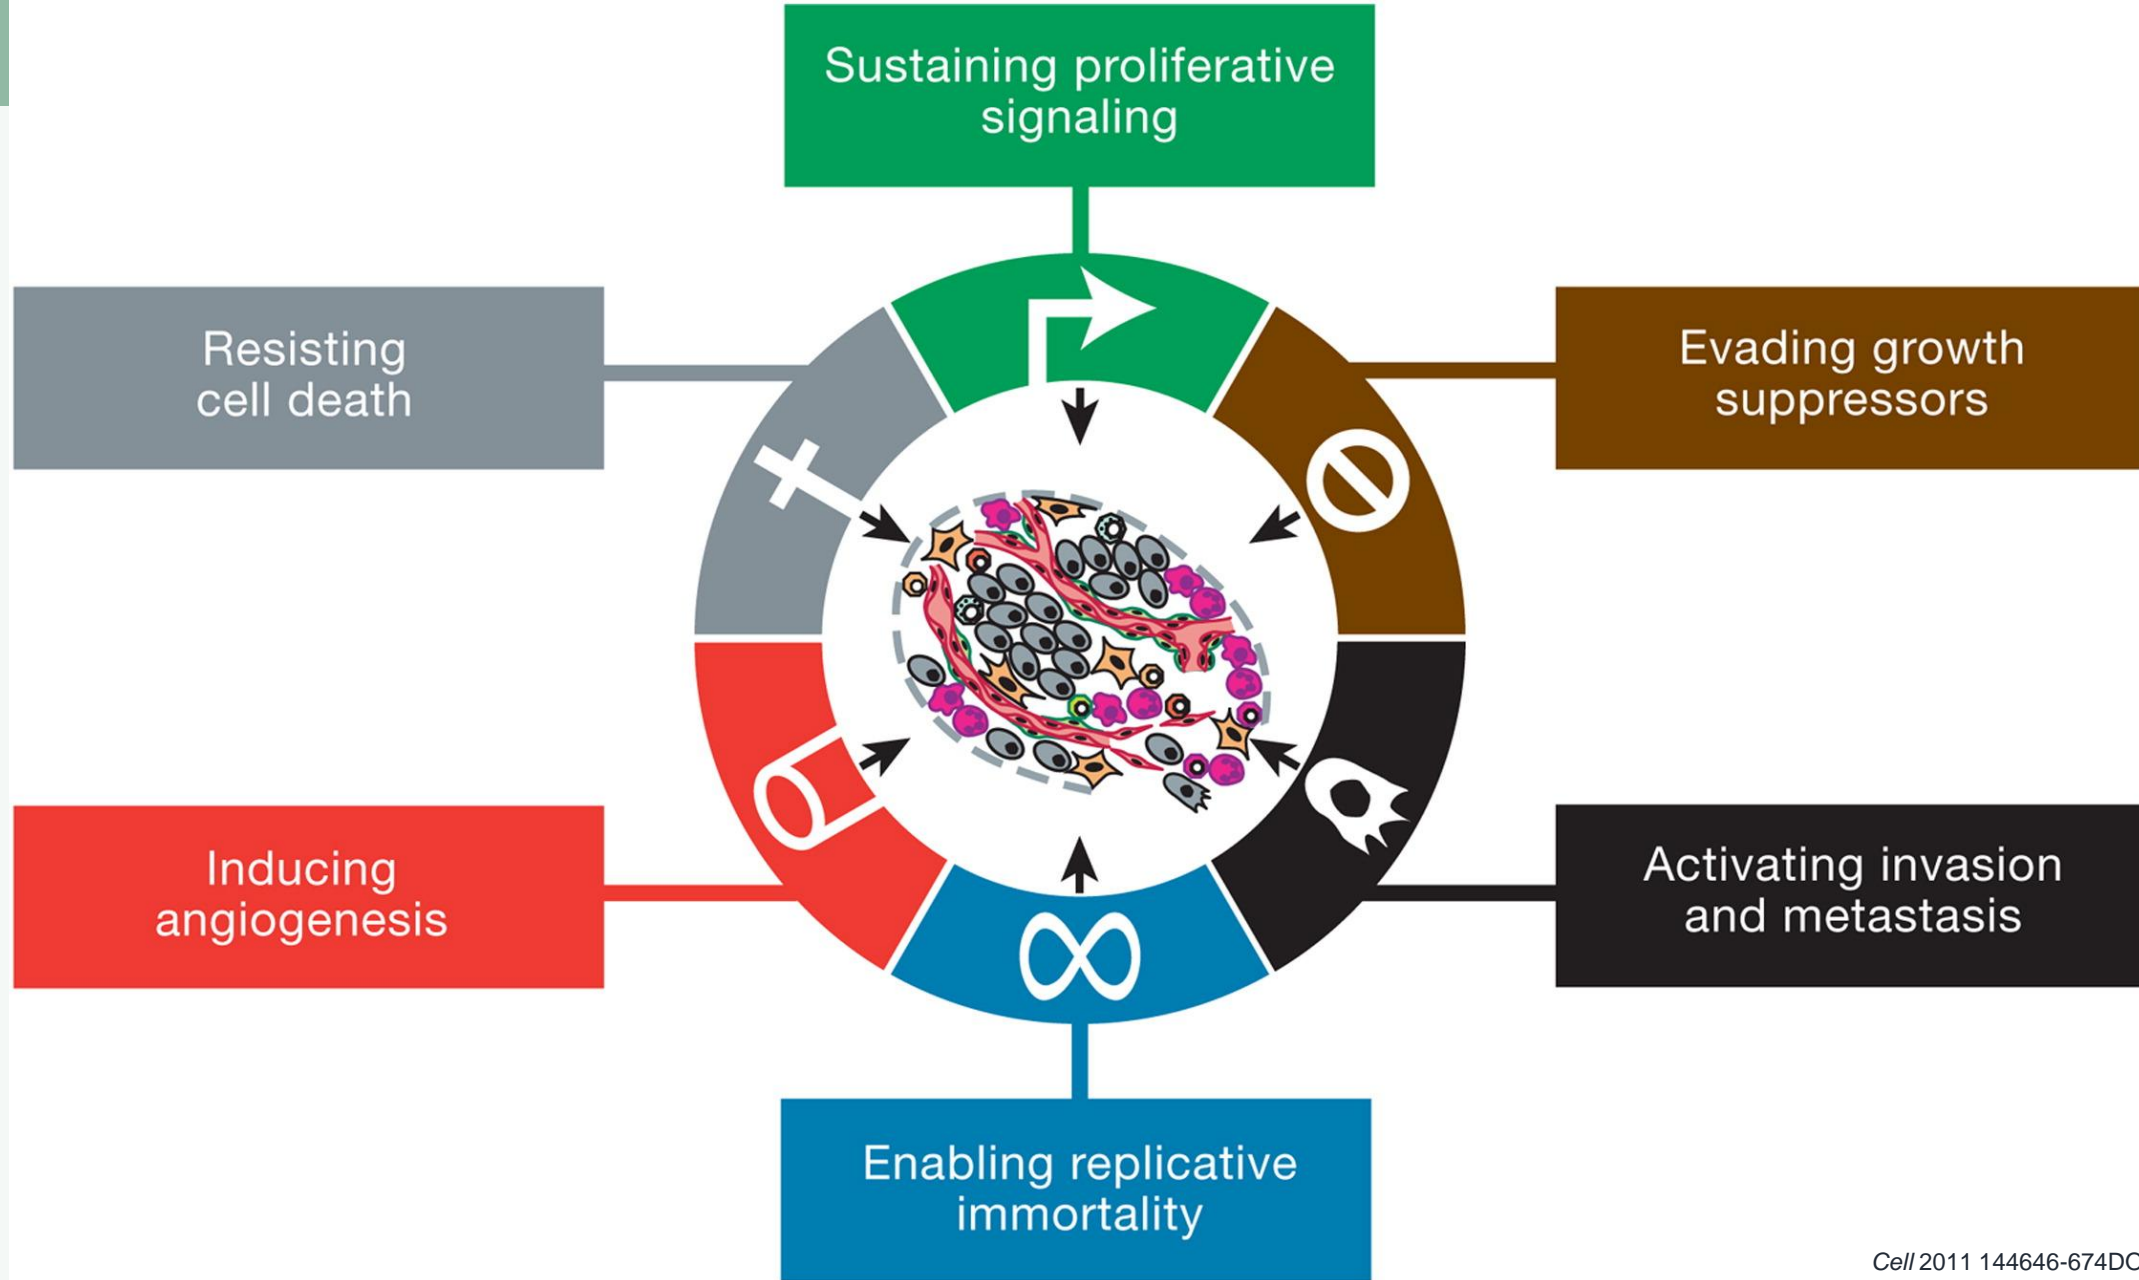 Sustaining proliferative
signaling
Resisting
cell death
Evading growth
suppressors
Inducing
angiogenesis
Activating invasion
and metastasis
Enabling replicative
immortality
Cell 2011 144646-674DO